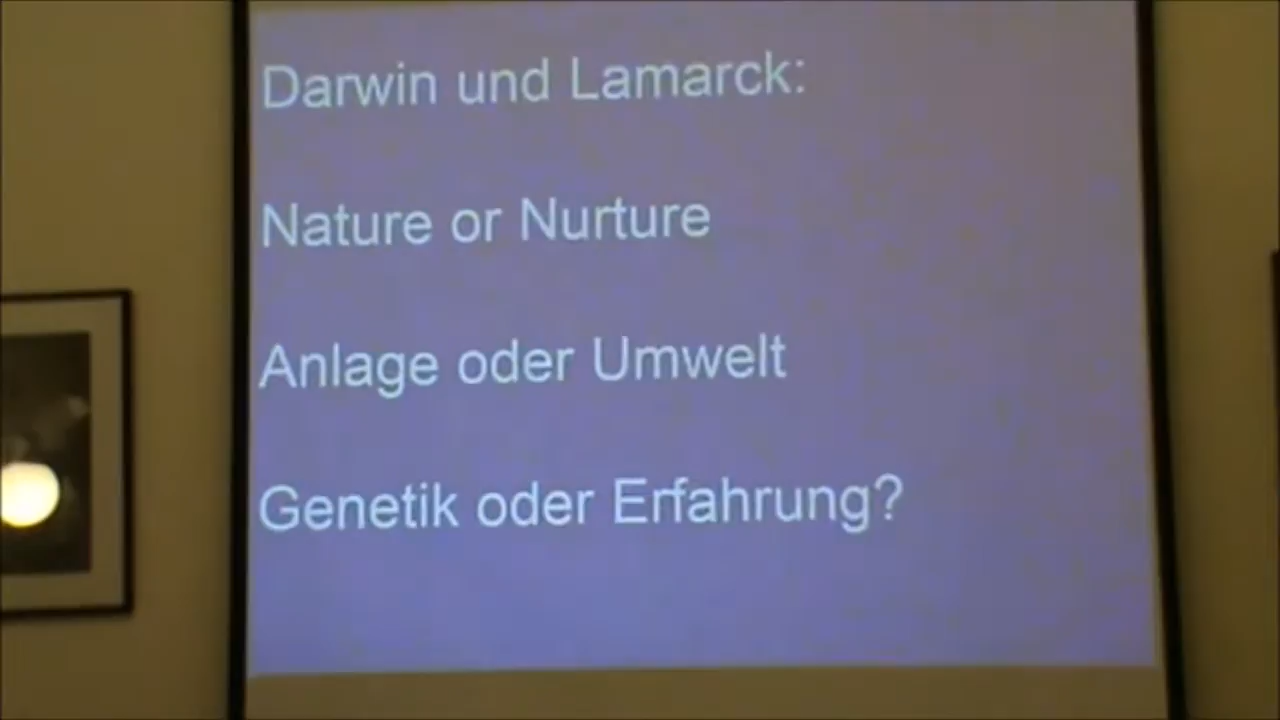 Darwin und Lamarck:
Nature or Nurture
Anlage oder Umwelt
Genetik oder Erfahrung?